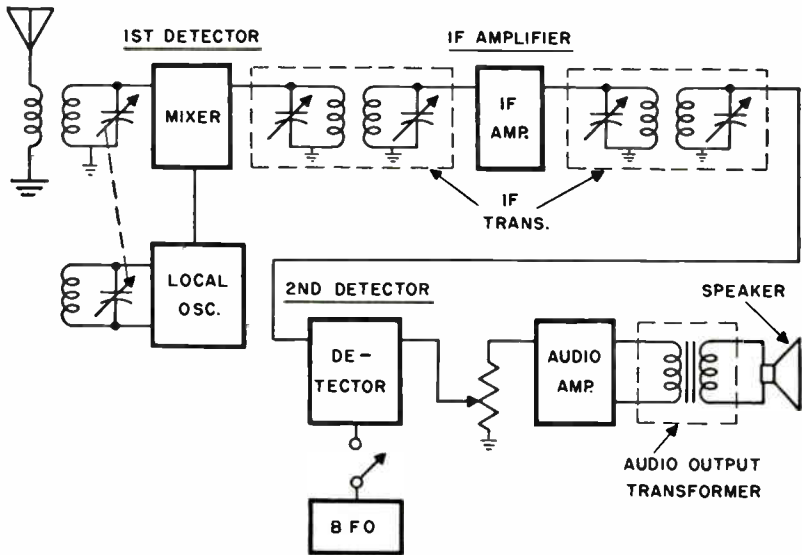 1ST DETECTOR
IF AMPLIFIER
MIXER
IF
AMP.
IF
TRANS.
LOCAL
OSC.
2ND DETECTOR
SPEAKER
DE-
TECTOR
AUDIO
AMP.
AUDIO OUTPUT
TRANSFORMER
BFO